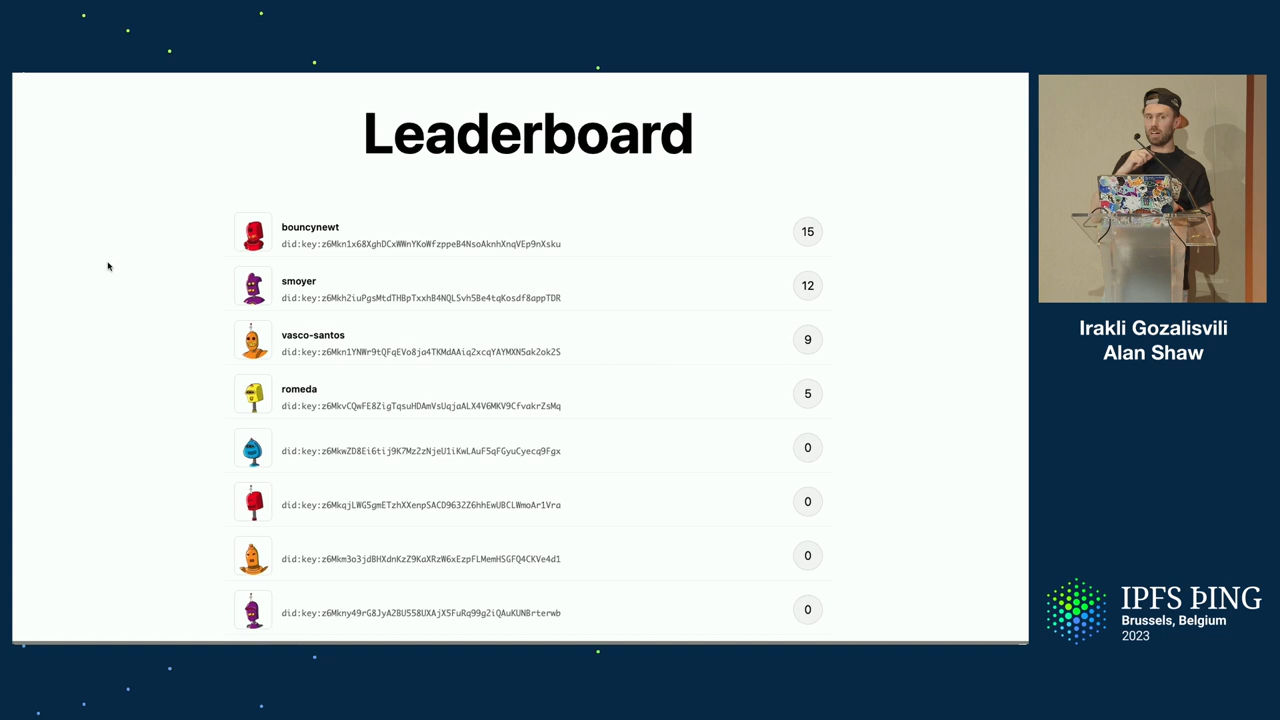 Leaderboard
bouncynewt
did:key:z6Mkn1x68XghDCxWWnYKoWfzppeB4NsoAknhXnqVEp9nXsku
15
smoyer
did:key:z6Mkh2iuPgsMtdTHBpTxxhB4NQLSvh5Be4tqKosdf8appTDR
12
vasco-santos
did:key:z6Mkn1YNWr9tQFqEVo8ja4TKMdAAiq2xcqYAYMXN5ak2ok2S
9
romeda
did:key:z6MkvCQwFE8ZigTqsuHDAmVsUqjaALX4V6MKV9CfvakrZsMq
5
did:key:z6MkwZD8Ei6tij9K7Mz2zNjeU1iKwLAuF5qFGyuCyecq9Fgx
0
did:key:z6MkqjLWG5gmETzhXXenpSACD9632Z6hhEwUBCLWmoAr1Vra
0
did:key:z6Mkm3o3jdBHXdnKzZ9KaXRzW6xEzpFLMemHSGFQ4CKVe4d1
0
did:key:z6Mkny49rG8JyA2BU558UXAjX5FuRq99g2iQAuKUNBrterwb
0
Irakli Gozalisvili
Alan Shaw
IPFS ÞING
Brussels, Belgium
2023